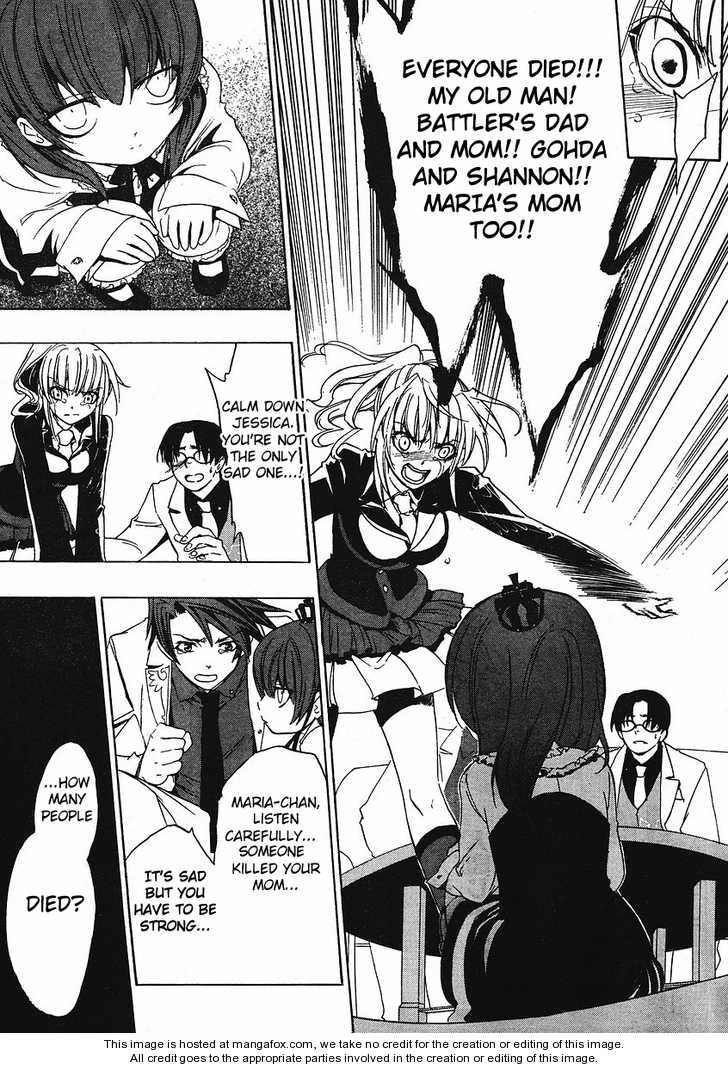 EVERYONE DIED!!!
MY OLD MAN!
BATTLER'S DAD
AND MOM!! GOHDA
AND SHANNON!!
MARIA'S MOM
TOO!!
CALM DOWN,
JESSICA.
YOU'RE NOT
THE ONLY
SAD ONE...!
MARIA-CHAN,
LISTEN
CAREFULLY...
SOMEONE
KILLED YOUR
MOM...
IT'S SAD
BUT YOU
HAVE TO BE
STRONG...
...HOW
MANY
PEOPLE
DIED?
This image is hosted at mangafox.com, we take no credit for the creation or editing of this image.
All credit goes to the appropriate parties involved in the creation or editing of this image.